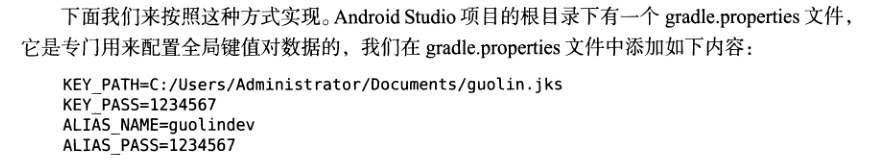 下面我们来按照这种方式实现。Android Studio 项目的根目录下有一个 gradle.properties 文件，
它是专门用来配置全局键值对数据的，我们在 gradle.properties 文件中添加如下内容：
KEY_PATH=C:/Users/Administrator/Documents/guolin.jks
KEY_PASS=1234567
ALIAS_NAME=guolindev
ALIAS_PASS=1234567